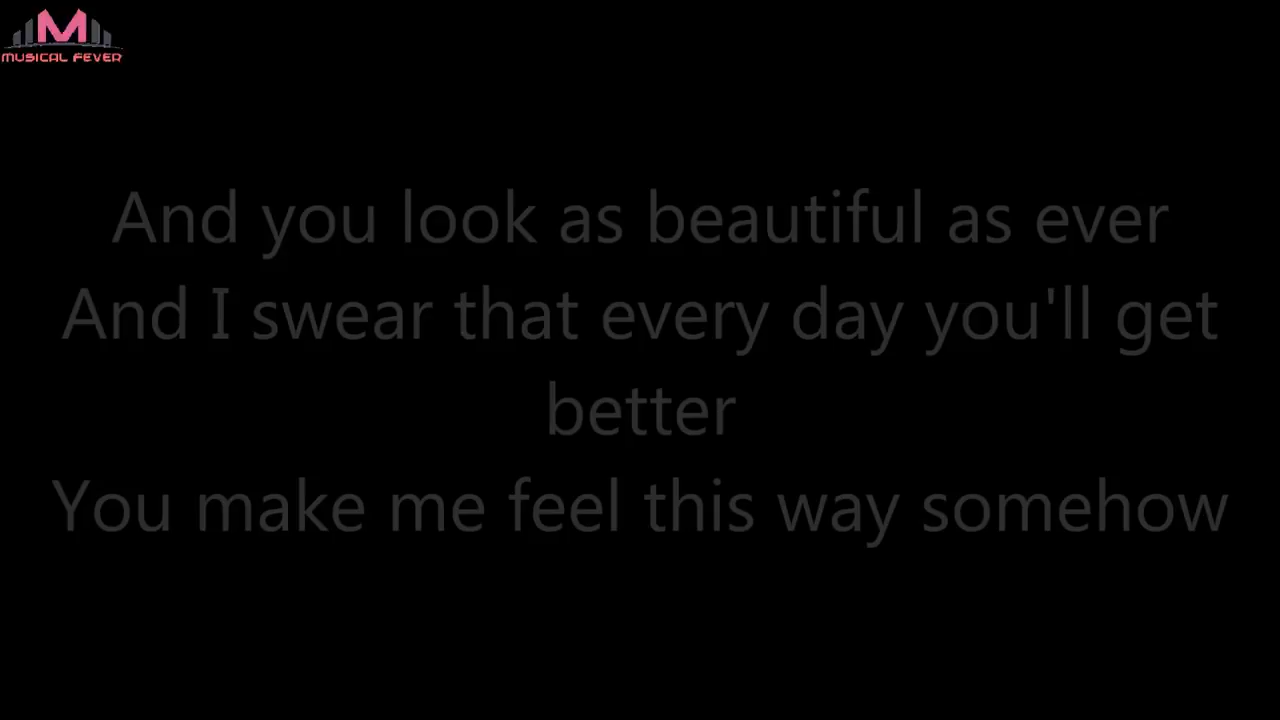 M
MUSICAL FEVER
And you look as beautiful as ever
And I swear that every day you'll get
better
You make me feel this way somehow